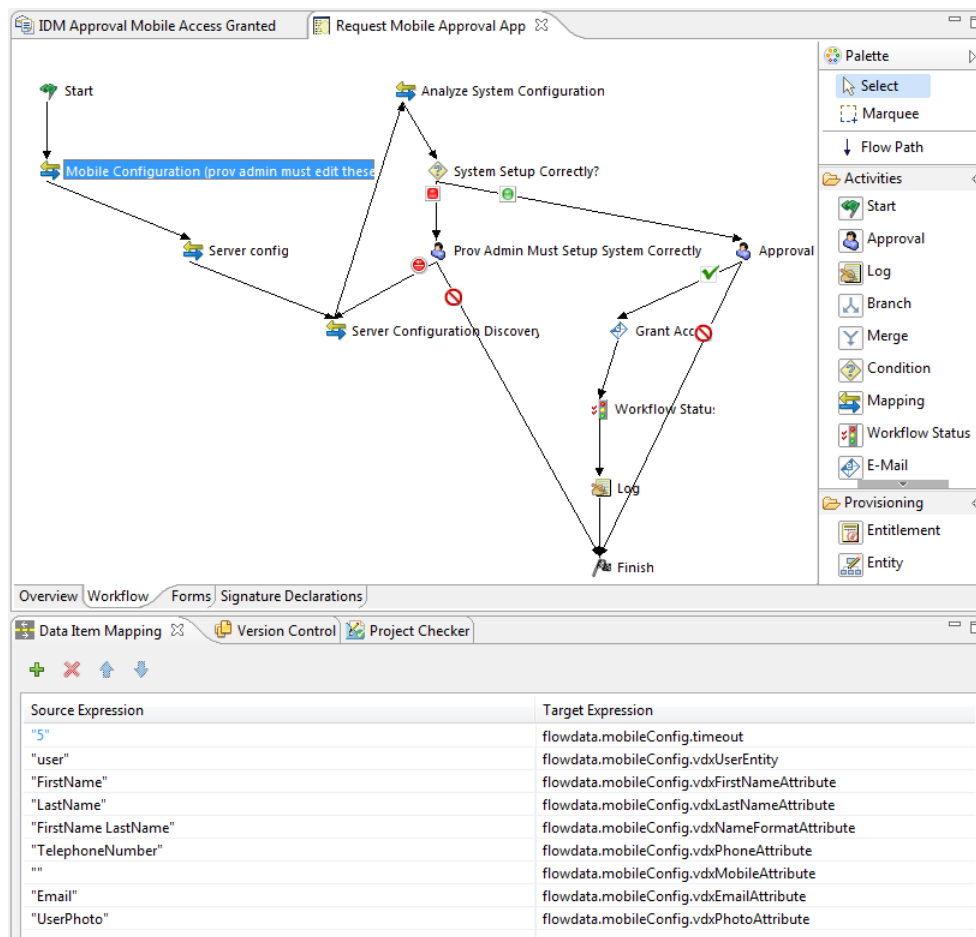 IDM Approval Mobile Access Granted
Request Mobile Approval App
Start
Analyze System Configuration
Mobile Configuration (prov admin must edit these
System Setup Correctly?
Server config
Prov Admin Must Setup System Correctly
Approval
Server Configuration Discovery
Grant Acc
Workflow Statu
Log
Finish
Palette
Select
Marquee
Flow Path
Activities
Start
Approval
Log
Branch
Merge
Condition
Mapping
Workflow Status
E-Mail
Provisioning
Entitlement
Entity
Overview Workflow Forms Signature Declarations
Data Item Mapping Version Control Project Checker
Source Expression Target Expression
"5" flowdata.mobileConfig.timeout
"user" flowdata.mobileConfig.vdxUserEntity
"FirstName" flowdata.mobileConfig.vdxFirstNameAttribute
"LastName" flowdata.mobileConfig.vdxLastNameAttribute
"FirstName LastName" flowdata.mobileConfig.vdxNameFormatAttribute
"TelephoneNumber" flowdata.mobileConfig.vdxPhoneAttribute
"" flowdata.mobileConfig.vdxMobileAttribute
"Email" flowdata.mobileConfig.vdxEmailAttribute
"UserPhoto" flowdata.mobileConfig.vdxPhotoAttribute